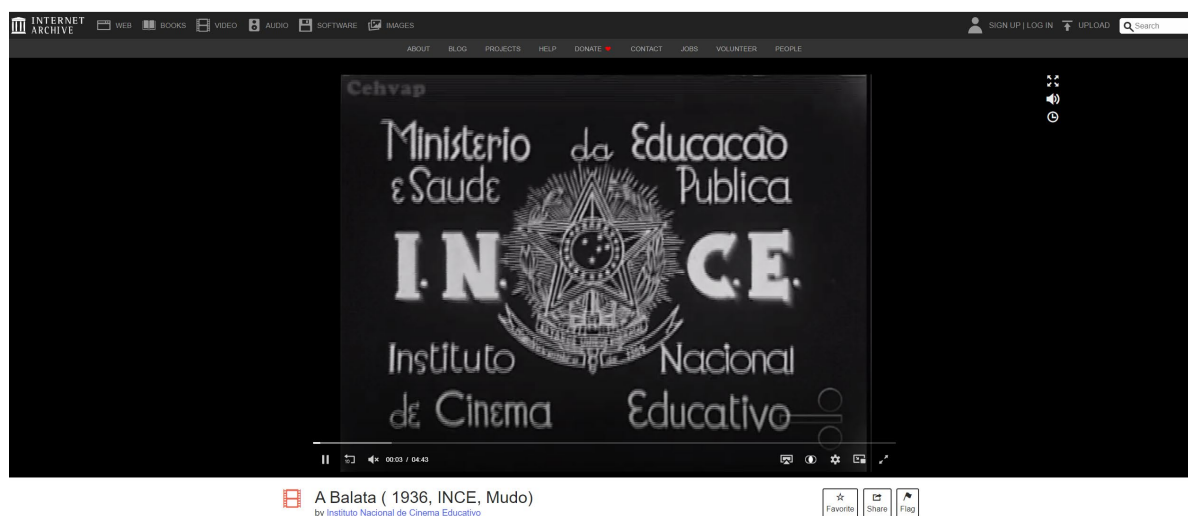 INTERNET ARCHIVE WEB BOOKS VIDEO AUDIO SOFTWARE IMAGES SIGN UP | LOG IN UPLOAD Search
ABOUT BLOG PROJECTS HELP DONATE CONTACT JOBS VOLUNTEER PEOPLE
Cehvap
Ministerio da Educacão
e Saude Publica
I.N.C.E.
Instituto Nacional
de Cinema Educativo
10
00:03 / 04:43
A Balata ( 1936, INCE, Mudo)
by Instituto Nacional de Cinema Educativo
Favorite Share Flag